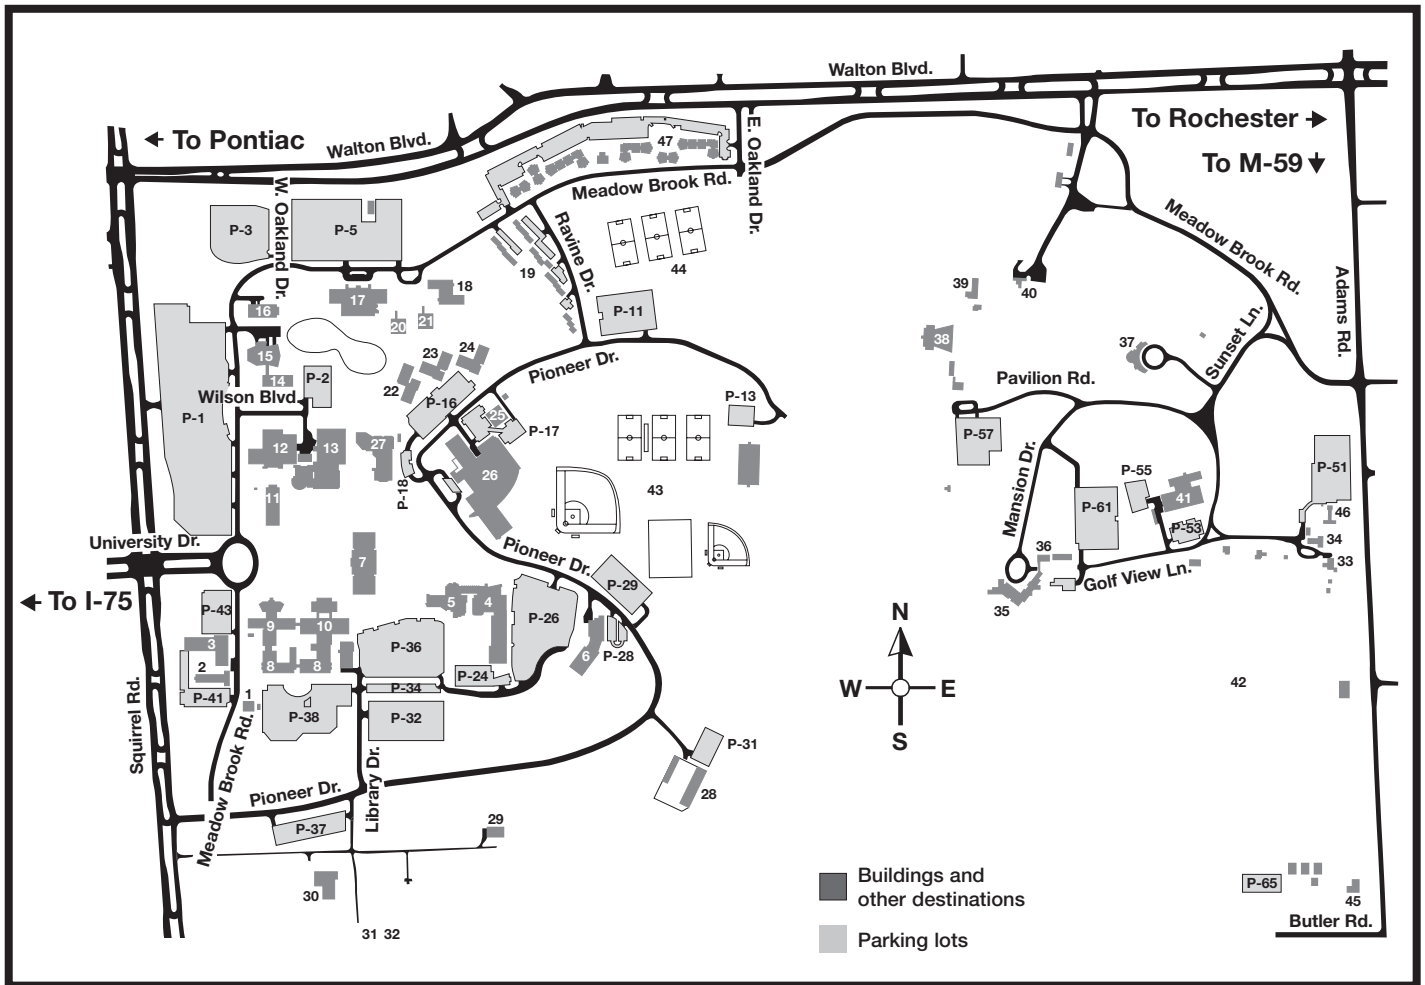 Walton Blvd.
To Rochester
To M-59
To Pontiac
Walton Blvd.
E. Oakland Dr.
47
Meadow Brook Rd.
W. Oakland Dr.
P-3
P-5
Ravine Dr.
19
44
Meadow Brook Rd.
Adams Rd.
18
17
16
20
21
P-11
39
40
38
37
Sunset Ln.
15
14
P-2
Wilson Blvd.
22
23
24
Pioneer Dr.
P-1
P-16
25
P-17
P-13
Pavilion Rd.
P-57
12
13
27
P-18
26
43
11
Mansion Dr.
P-55
P-61
41
P-53
P-51
46
34
33
University Dr.
To I-75
7
Pioneer Dr.
36
35
Golf View Ln.
P-29
P-43
9
10
5
4
P-26
6
P-28
3
2
8
8
P-36
P-24
P-41
1
P-34
P-38
P-32
N
W
E
S
42
Squirrel Rd.
Meadow Brook Rd.
Pioneer Dr.
Library Dr.
P-31
28
P-37
29
30
31 32
Buildings and
other destinations
Parking lots
P-65
45
Butler Rd.